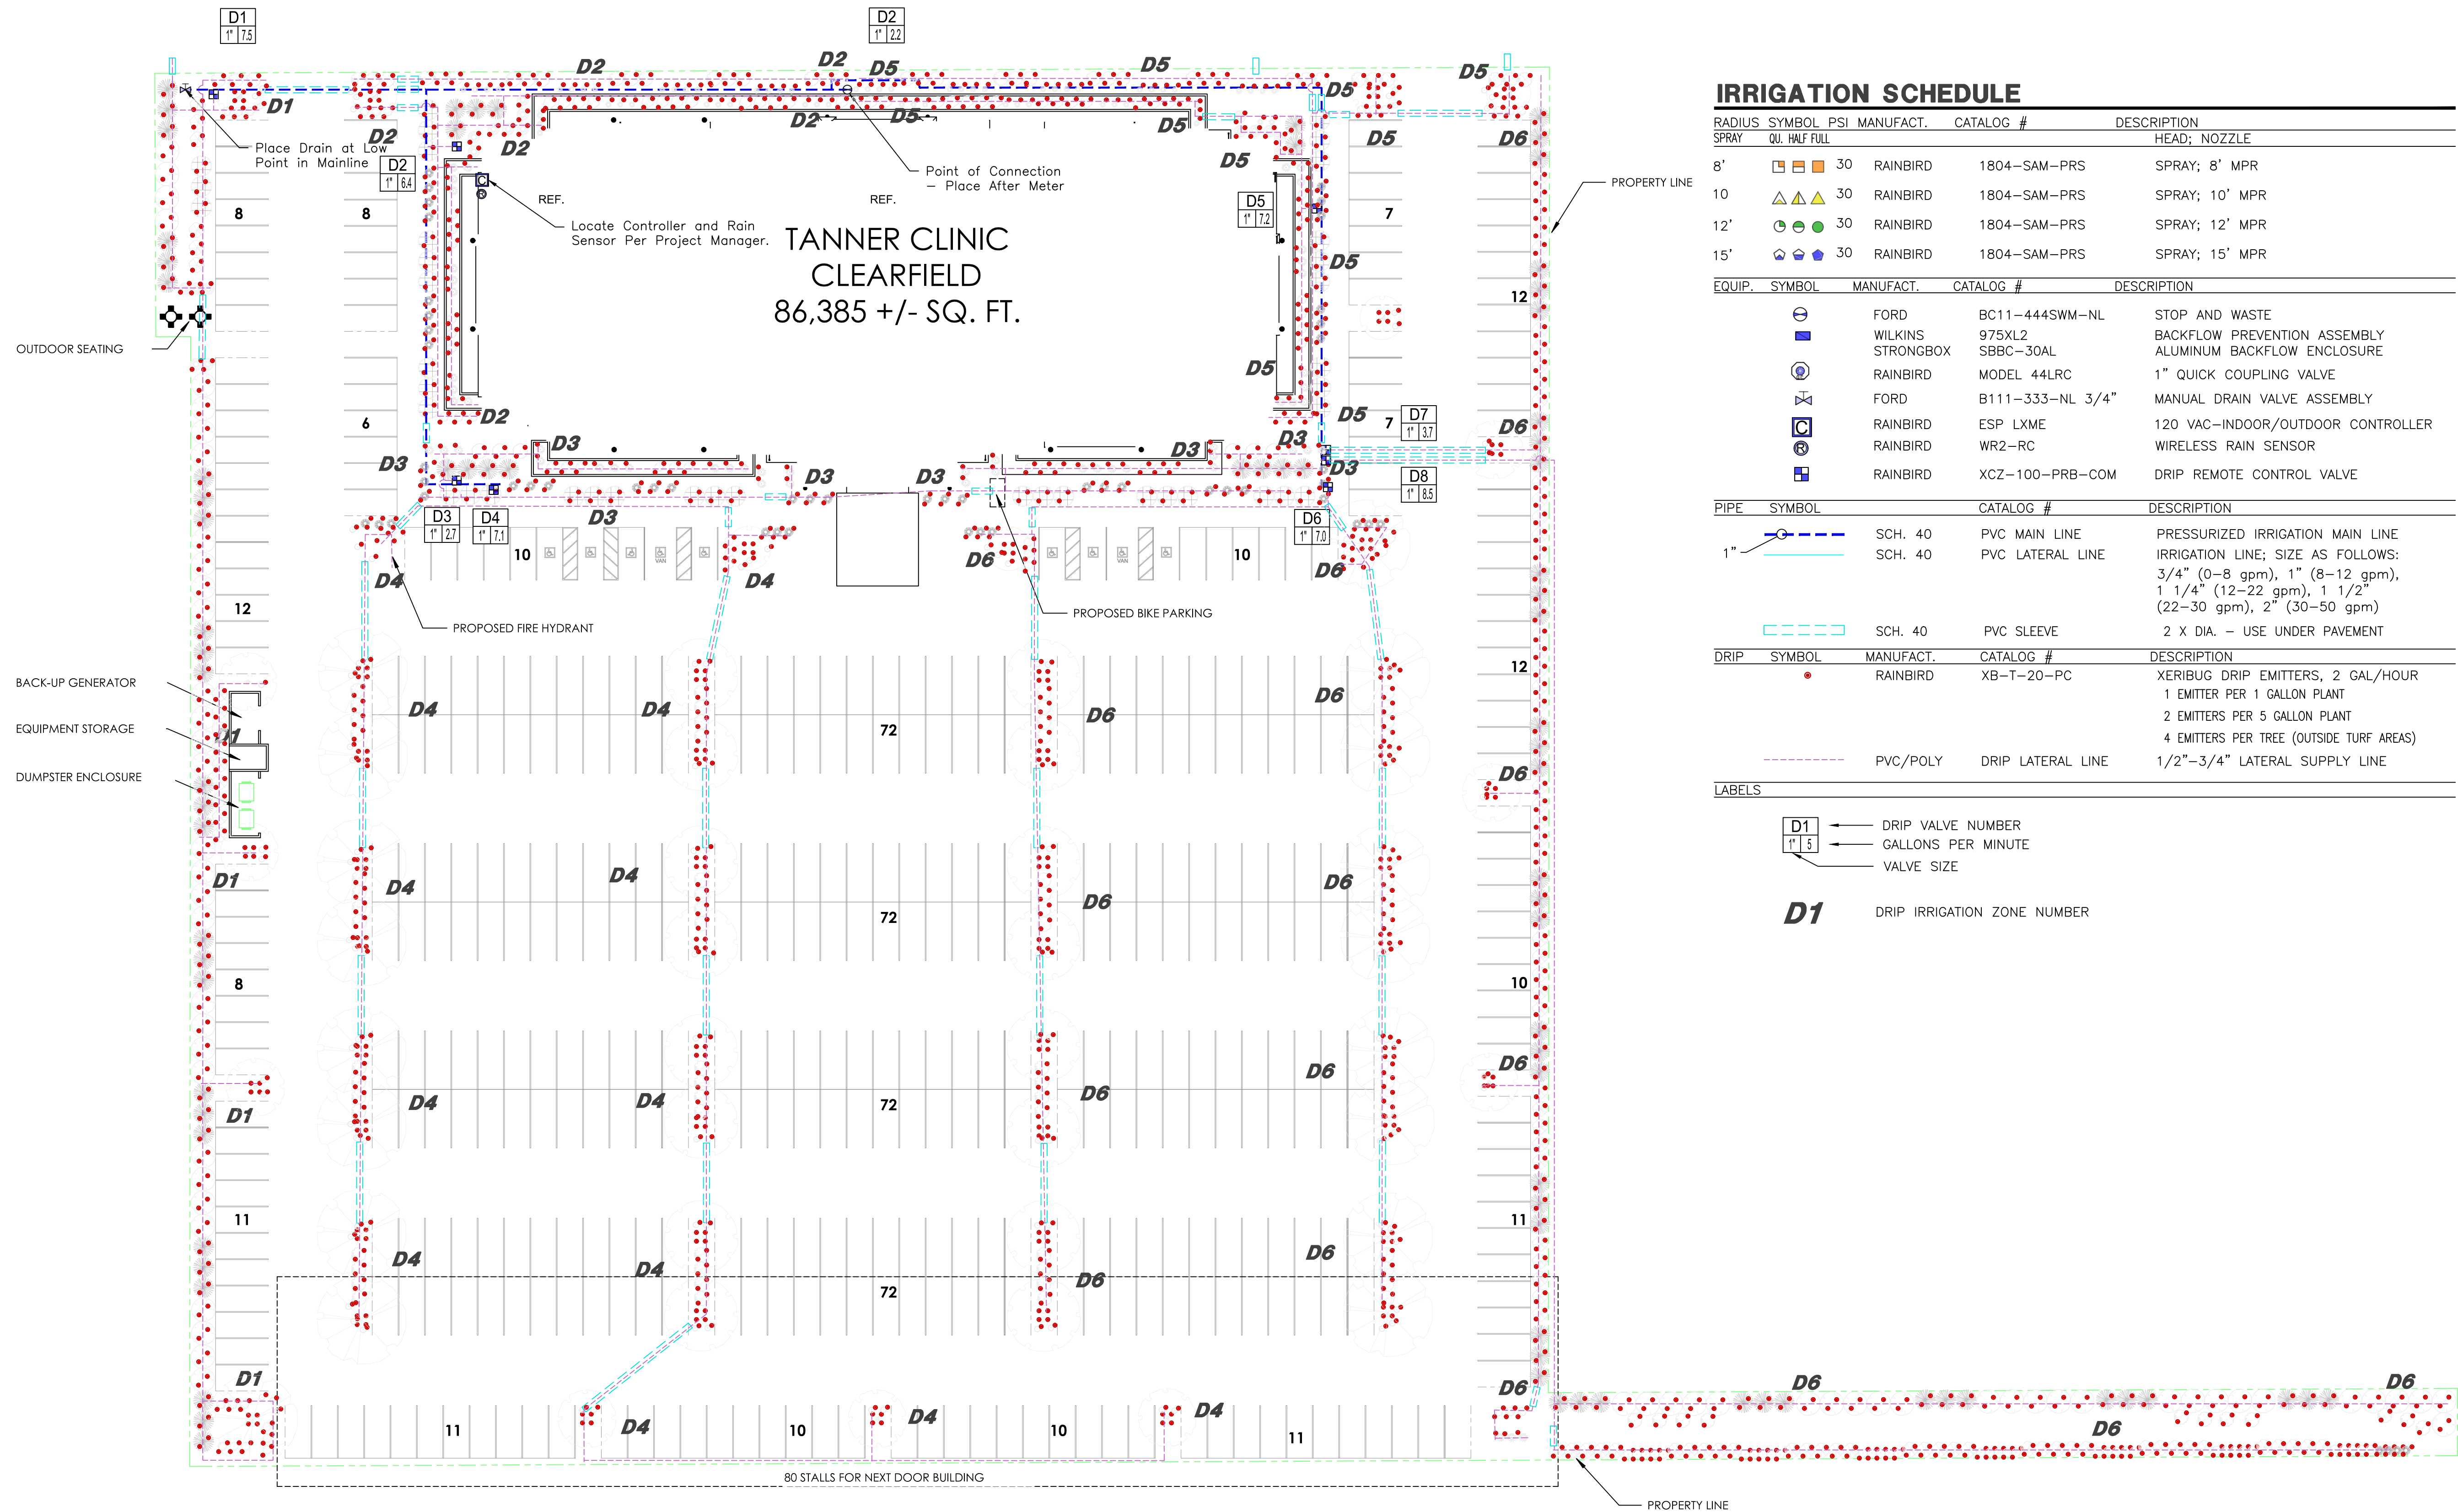 D1
1" 7.5
D2
1" 2.2
D2
D2
D5
D5
D5
D1
D5
D2
D2
D5
D5
D2
D5
D6
D5
Place Drain at Low
Point in Mainline
D2
1" 6.4
C
R
REF.
REF.
Point of Connection
- Place After Meter
Locate Controller and Rain
Sensor Per Project Manager.
D5
1" 7.2
TANNER CLINIC
CLEARFIELD
86,385 +/- SQ. FT.
PROPERTY LINE
8
8
7
D5
12
OUTDOOR SEATING
D5
6
D2
D5
7
D7
1" 3.7
D6
D3
D3
D3
D3
D3
D3
D3
D8
1" 8.5
D3
1" 2.7
D4
1" 7.1
D3
D6
1" 7.0
10
VAN
VAN
10
D4
D4
D6
D6
12
PROPOSED FIRE HYDRANT
PROPOSED BIKE PARKING
BACK-UP GENERATOR
EQUIPMENT STORAGE
DUMPSTER ENCLOSURE
D1
D4
D4
72
D6
D6
12
D6
D1
D4
D4
72
D6
D6
8
10
D1
D4
D4
72
D6
D6
D6
11
11
D4
D4
72
D6
D6
D1
D6
11
D4
10
D4
10
D4
11
D6
D6
D6
80 STALLS FOR NEXT DOOR BUILDING
PROPERTY LINE
IRRIGATION SCHEDULE
RADIUS SYMBOL PSI MANUFACT. CATALOG # DESCRIPTION
SPRAY QU. HALF FULL HEAD; NOZZLE
8' 30 RAINBIRD 1804-SAM-PRS SPRAY; 8' MPR
10 30 RAINBIRD 1804-SAM-PRS SPRAY; 10' MPR
12' 30 RAINBIRD 1804-SAM-PRS SPRAY; 12' MPR
15' 30 RAINBIRD 1804-SAM-PRS SPRAY; 15' MPR
EQUIP. SYMBOL MANUFACT. CATALOG # DESCRIPTION
FORD BC11-444SWM-NL STOP AND WASTE
WILKINS 975XL2 BACKFLOW PREVENTION ASSEMBLY
STRONGBOX SBBC-30AL ALUMINUM BACKFLOW ENCLOSURE
RAINBIRD MODEL 44LRC 1" QUICK COUPLING VALVE
FORD B111-333-NL 3/4" MANUAL DRAIN VALVE ASSEMBLY
C RAINBIRD ESP LXME 120 VAC-INDOOR/OUTDOOR CONTROLLER
R RAINBIRD WR2-RC WIRELESS RAIN SENSOR
RAINBIRD XCZ-100-PRB-COM DRIP REMOTE CONTROL VALVE
PIPE SYMBOL CATALOG # DESCRIPTION
SCH. 40 PVC MAIN LINE PRESSURIZED IRRIGATION MAIN LINE
1" SCH. 40 PVC LATERAL LINE IRRIGATION LINE; SIZE AS FOLLOWS:
3/4" (0-8 gpm), 1" (8-12 gpm),
1 1/4" (12-22 gpm), 1 1/2"
(22-30 gpm), 2" (30-50 gpm)
SCH. 40 PVC SLEEVE 2 X DIA. - USE UNDER PAVEMENT
DRIP SYMBOL MANUFACT. CATALOG # DESCRIPTION
RAINBIRD XB-T-20-PC XERIBUG DRIP EMITTERS, 2 GAL/HOUR
1 EMITTER PER 1 GALLON PLANT
2 EMITTERS PER 5 GALLON PLANT
4 EMITTERS PER TREE (OUTSIDE TURF AREAS)
PVC/POLY DRIP LATERAL LINE 1/2"-3/4" LATERAL SUPPLY LINE
LABELS
D1 DRIP VALVE NUMBER
1" 5 GALLONS PER MINUTE
VALVE SIZE
D1 DRIP IRRIGATION ZONE NUMBER